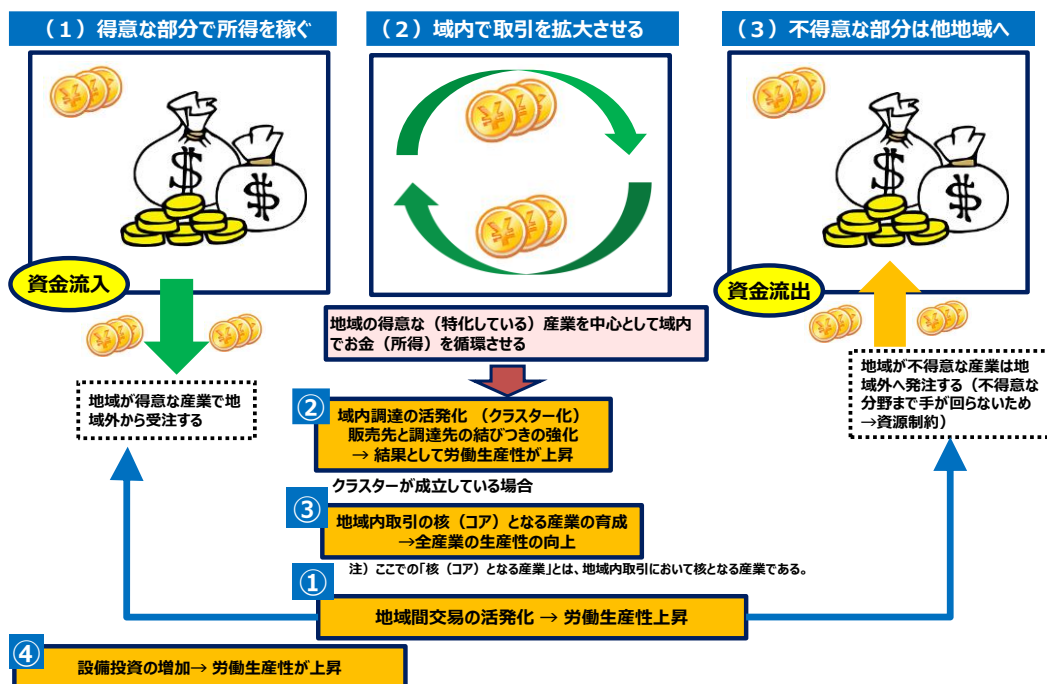 （１）得意な部分で所得を稼ぐ
（２）域内で取引を拡大させる
（３）不得意な部分は他地域へ
資金流入
資金流出
地域の得意な（特化している）産業を中心として域内
でお金（所得）を循環させる
地域が得意な産業で地
域外から受注する
地域が不得意な産業は地
域外へ発注する（不得意な
分野まで手が回らないため
→資源制約）
②
域内調達の活発化 （クラスター化）
販売先と調達先の結びつきの強化
→ 結果として労働生産性が上昇
クラスターが成立している場合
③
地域内取引の核（コア）となる産業の育成
→全産業の生産性の向上
注）ここでの「核（コア）となる産業」とは、地域内取引において核となる産業である。
①
地域間交易の活発化 → 労働生産性上昇
④
設備投資の増加→ 労働生産性が上昇